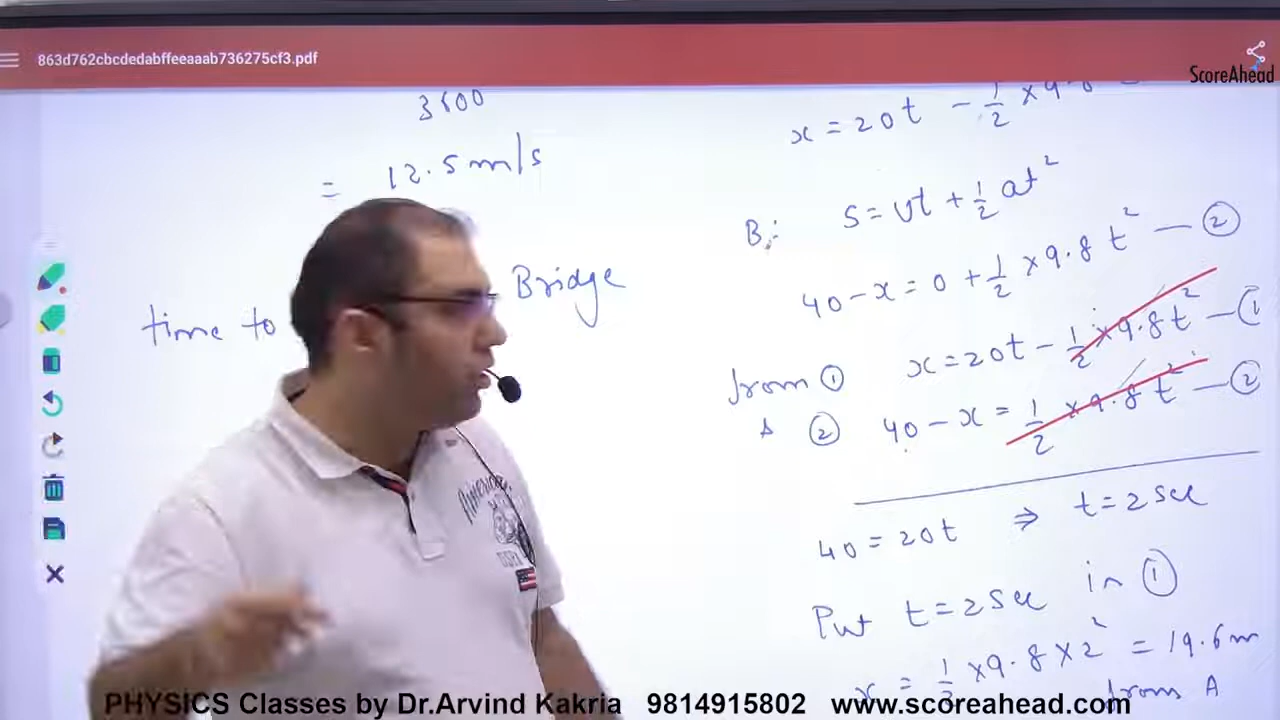 863d762cbcdedabffeeaaab736275cf3.pdf
ScoreAhead
3600
= 12.5 m/s
time to
Bridge
x = 20t - 1/2 × 9.8
B: S = Ut + 1/2 at²
40 - x = 0 + 1/2 × 9.8 t² — ②
from ① x = 20t - 1/2 × 9.8 t² — ①
& ② 40 - x = 1/2 × 9.8 t² — ②
40 = 20t ⇒ t = 2 sec
Put t = 2 sec in ①
x = 1/2 × 9.8 × 2² = 19.6 m
from A
PHYSICS Classes by Dr.Arvind Kakria 9814915802 www.scoreahead.com